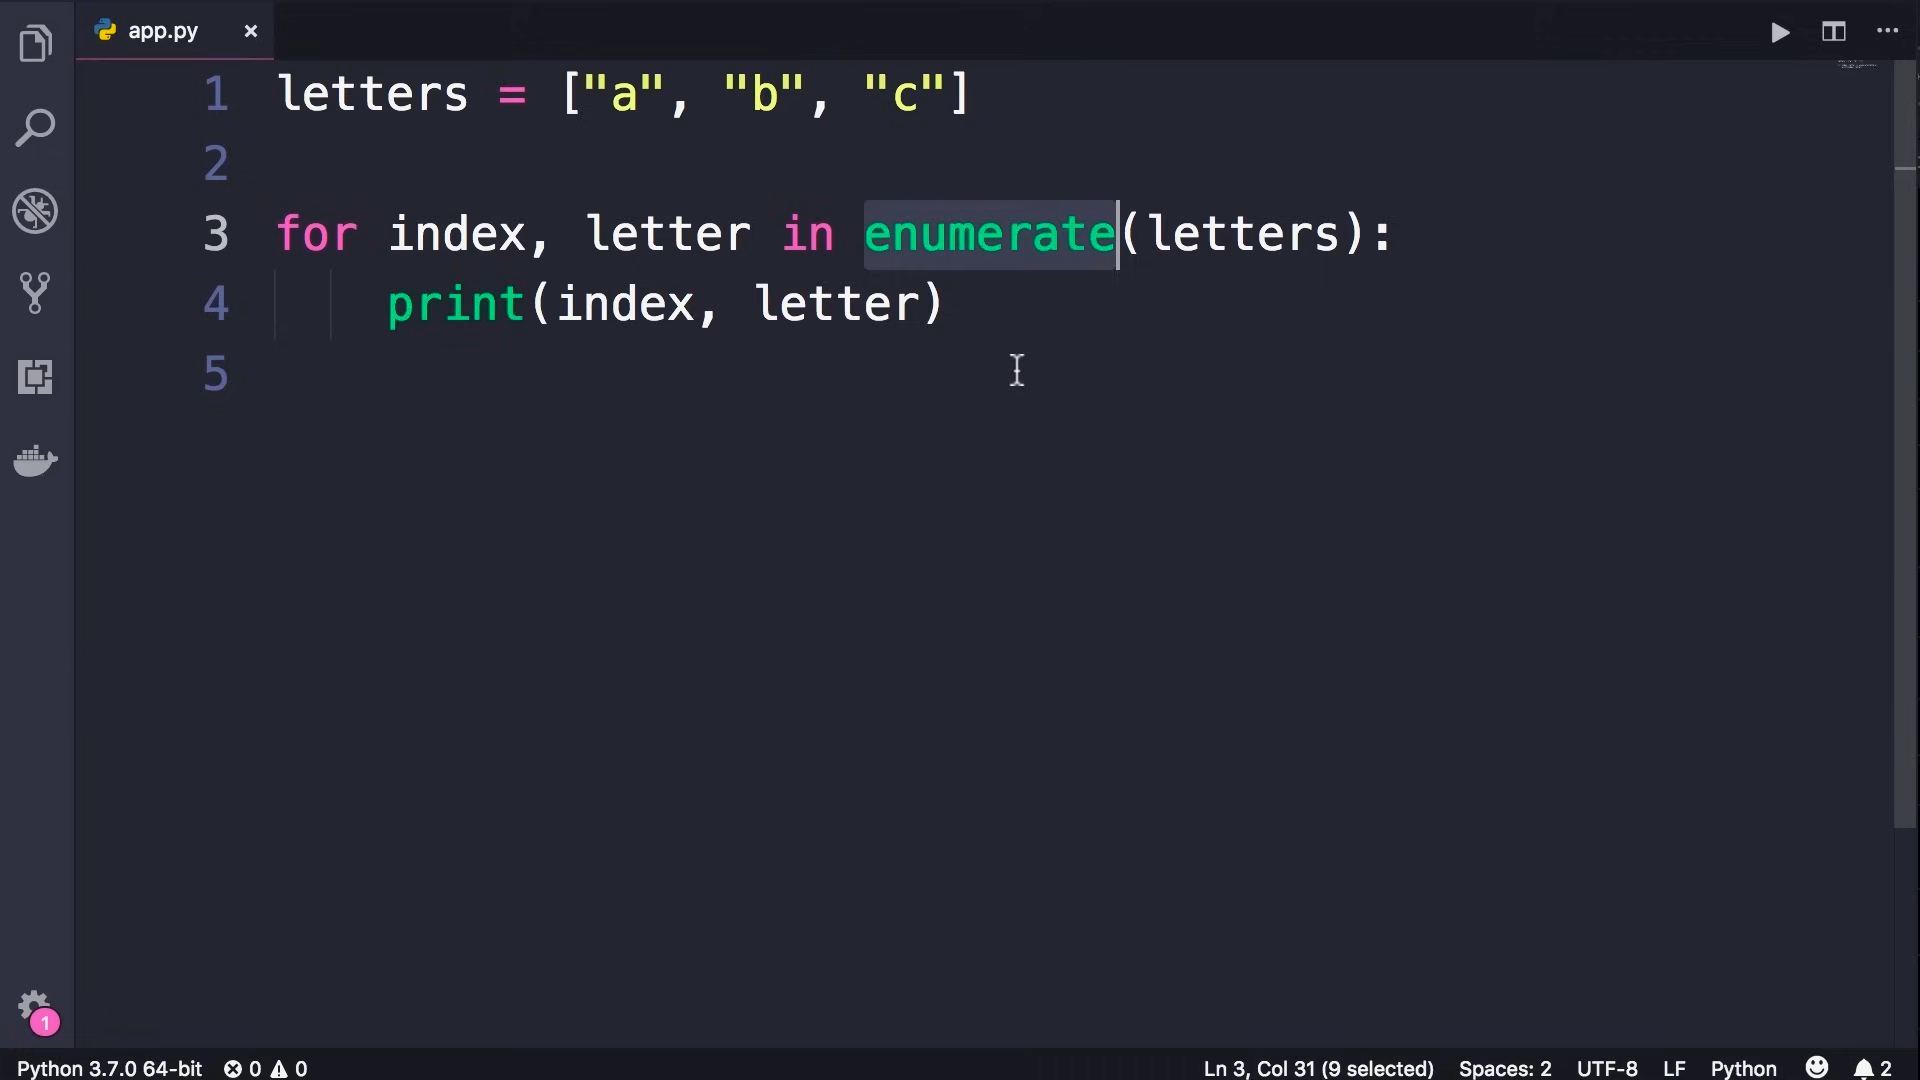 app.py ×
1 letters = ["a", "b", "c"]
2
3 for index, letter in enumerate(letters):
4     print(index, letter)
5
1
Python 3.7.0 64-bit 0 0 Ln 3, Col 31 (9 selected) Spaces: 2 UTF-8 LF Python 2